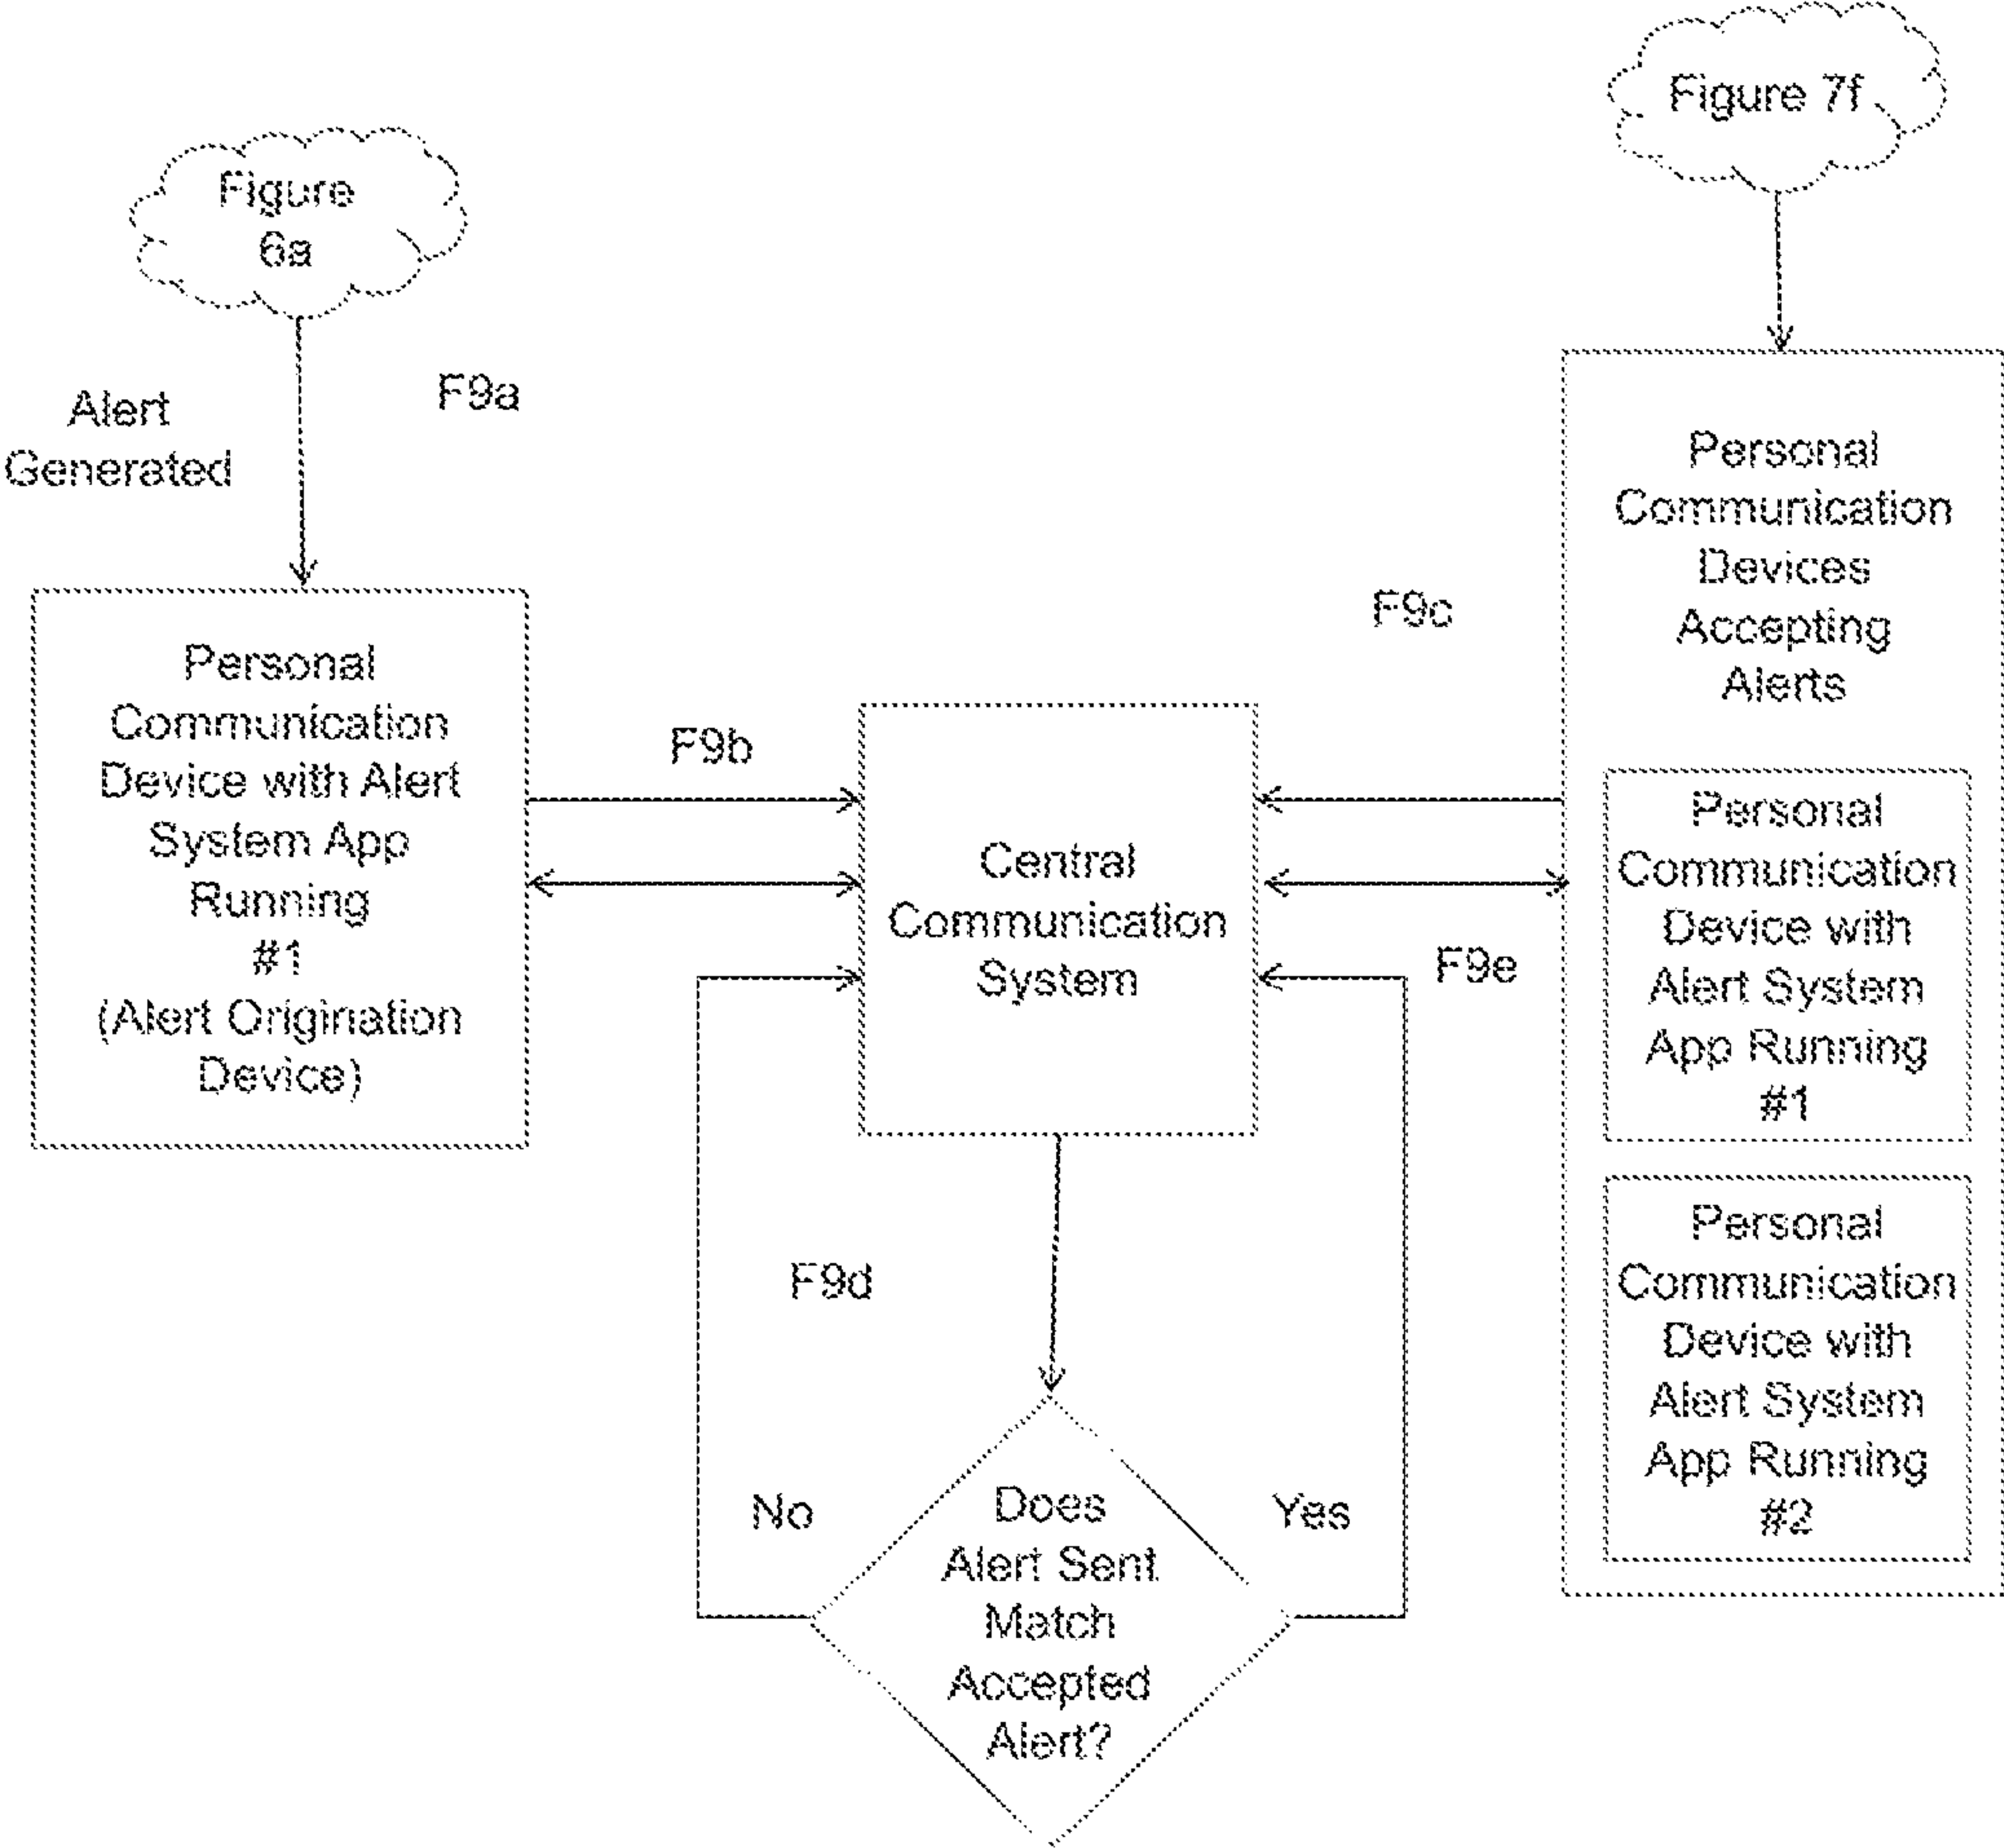 Figure 7f
Figure
6a
F9a
Alert
Generated
Personal
Communication
Devices
Accepting
Alerts
F9c
Personal
Communication
Device with Alert
System App
Running
#1
(Alert Origination
Device)
F9b
Central
Communication
System
F9e
Personal
Communication
Device with
Alert System
App Running
#1
Personal
Communication
Device with
Alert System
App Running
#2
F9d
No
Yes
Does
Alert Sent
Match
Accepted
Alert?